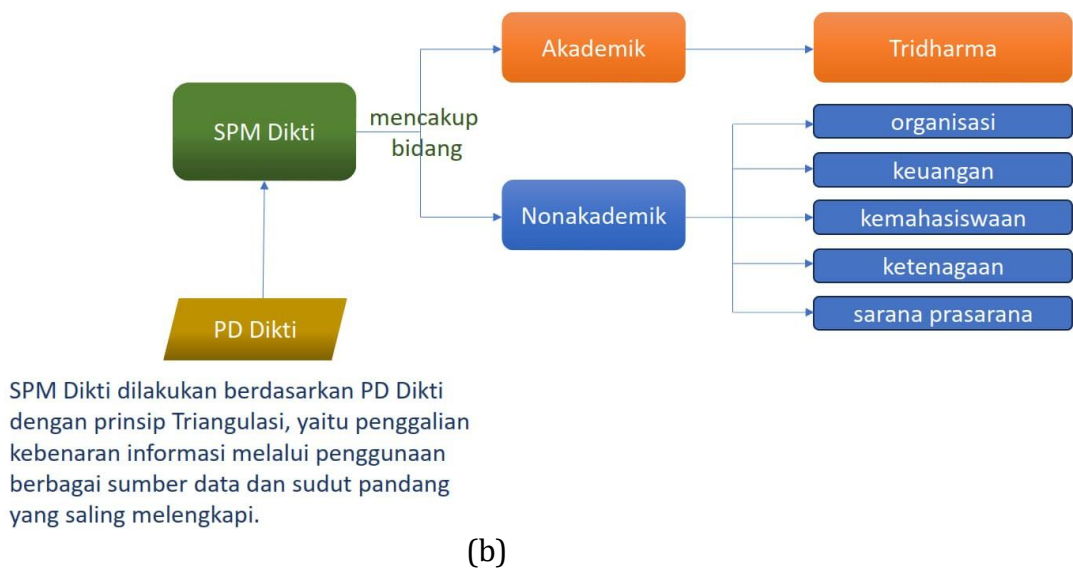 Akademik
Tridharma
SPM Dikti
mencakup
bidang
organisasi
keuangan
Nonakademik
kemahasiswaan
ketenagaan
sarana prasarana
PD Dikti
SPM Dikti dilakukan berdasarkan PD Dikti
dengan prinsip Triangulasi, yaitu penggalian
kebenaran informasi melalui penggunaan
berbagai sumber data dan sudut pandang
yang saling melengkapi.
(b)